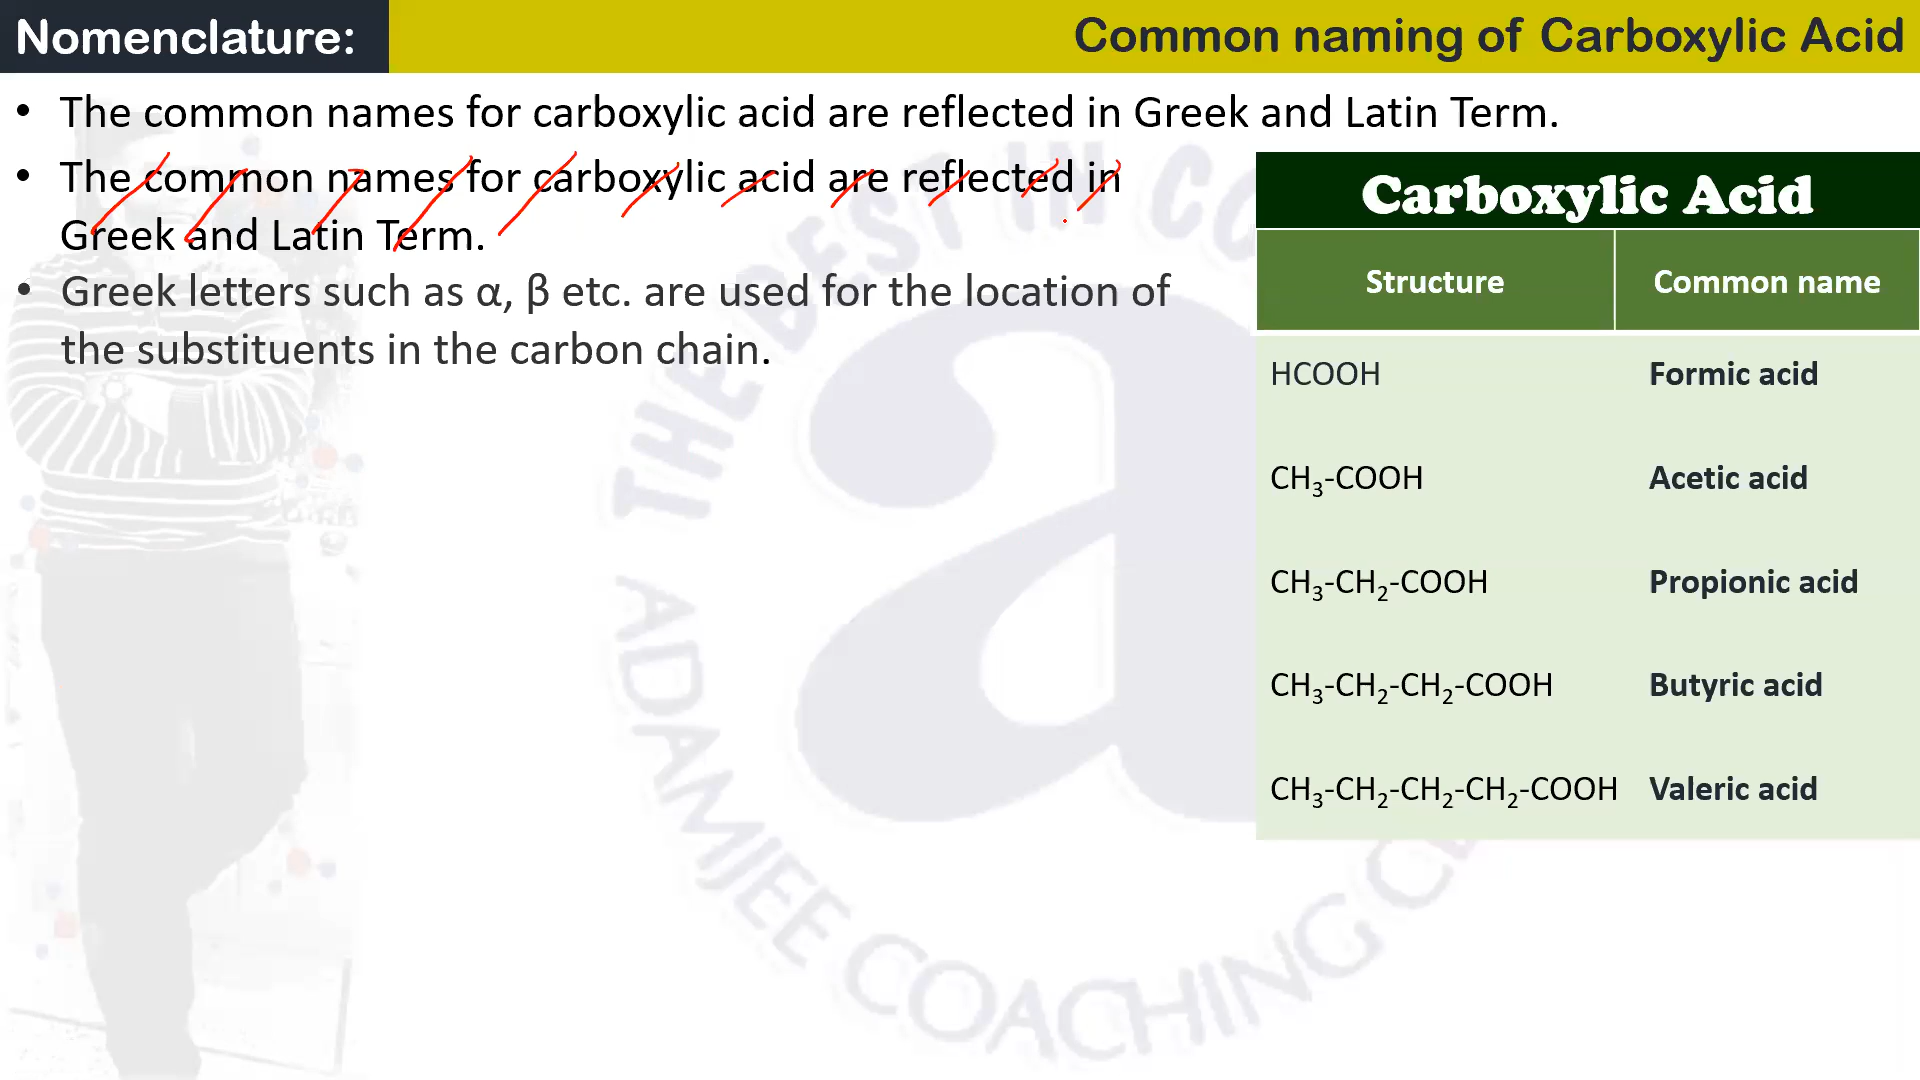 Nomenclature:
Common naming of Carboxylic Acid
• The common names for carboxylic acid are reflected in Greek and Latin Term.
• The common names for carboxylic acid are reflected in
Greek and Latin Term.
• Greek letters such as α, β etc. are used for the location of
the substituents in the carbon chain.
Carboxylic Acid
Structure Common name
HCOOH Formic acid
CH₃-COOH Acetic acid
CH₃-CH₂-COOH Propionic acid
CH₃-CH₂-CH₂-COOH Butyric acid
CH₃-CH₂-CH₂-CH₂-COOH Valeric acid
THE BEST IN CO
a
ADAMJEE COACHING